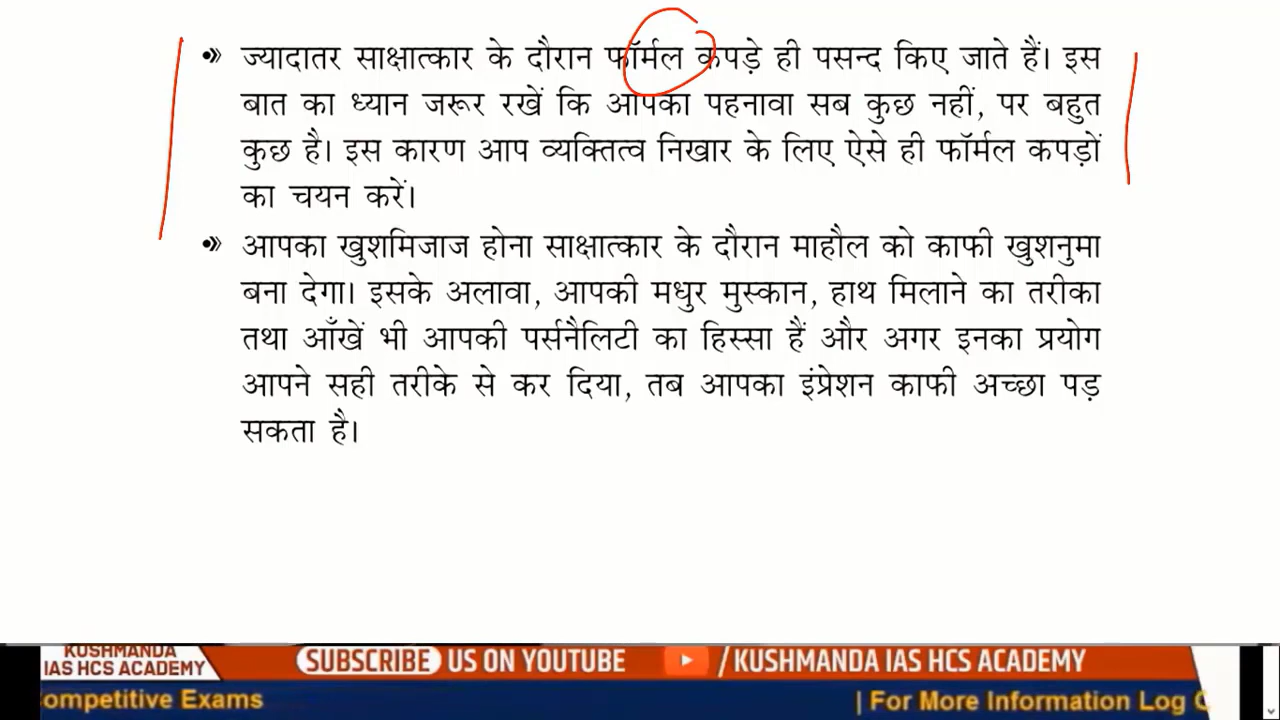 ज्यादातर साक्षात्कार के दौरान फॉर्मल कपड़े ही पसन्द किए जाते हैं। इस
बात का ध्यान जरूर रखें कि आपका पहनावा सब कुछ नहीं, पर बहुत
कुछ है। इस कारण आप व्यक्तित्व निखार के लिए ऐसे ही फॉर्मल कपड़ों
का चयन करें।
आपका खुशमिजाज होना साक्षात्कार के दौरान माहौल को काफी खुशनुमा
बना देगा। इसके अलावा, आपकी मधुर मुस्कान, हाथ मिलाने का तरीका
तथा आँखें भी आपकी पर्सनैलिटी का हिस्सा हैं और अगर इनका प्रयोग
आपने सही तरीके से कर दिया, तब आपका इंप्रेशन काफी अच्छा पड़
सकता है।
KUSHMANDA
IAS HCS ACADEMY
SUBSCRIBE US ON YOUTUBE /KUSHMANDA IAS HCS ACADEMY
ompetitive Exams | For More Information Log